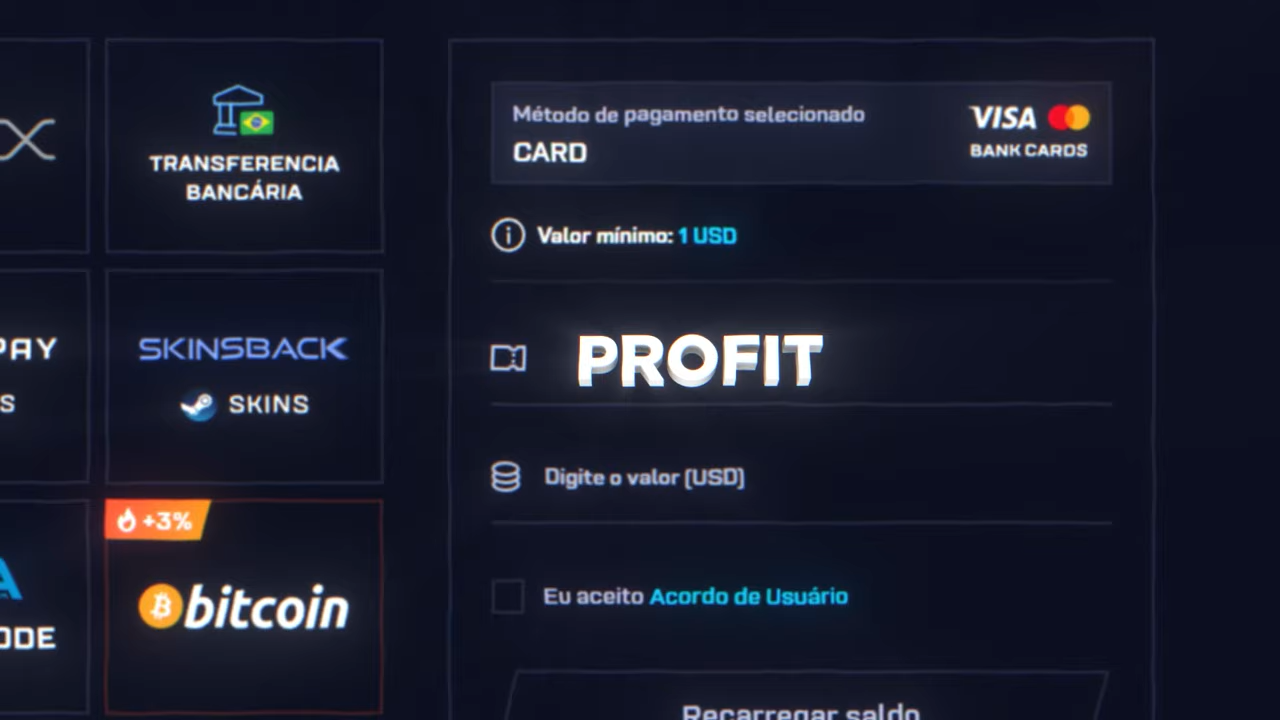 TRANSFERENCIA
BANCÁRIA
PAY
SKINSBACK
SKINS
+3%
bitcoin
Método de pagamento selecionado
CARD
VISA
BANK CARDS
Valor mínimo: 1 USD
PROFIT
Digite o valor (USD)
Eu aceito Acordo de Usuário
Recarregar saldo